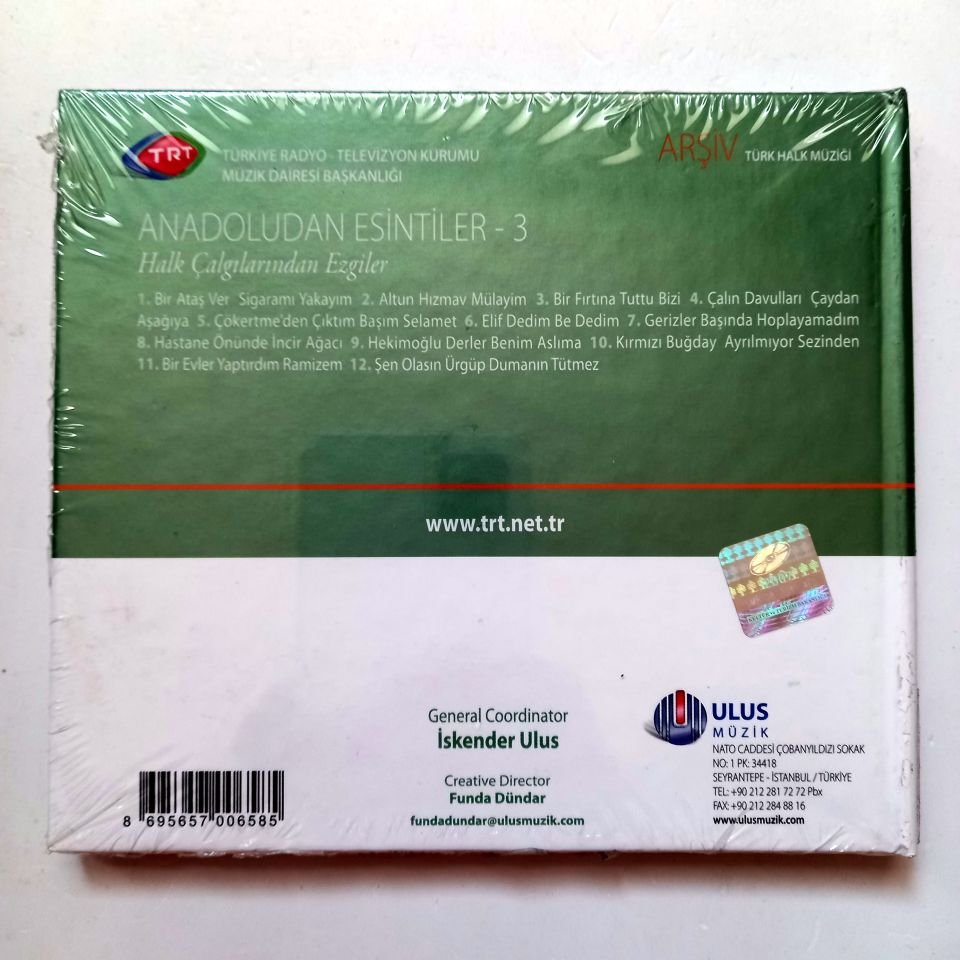 TRT
TÜRKİYE RADYO - TELEVİZYON KURUMU
MÜZİK DAİRESİ BAŞKANLIĞI
ARŞİV TÜRK HALK MÜZİĞİ
ANADOLUDAN ESİNTİLER - 3
Halk Çalgılarından Ezgiler
1. Bir Ataş Ver Sigaramı Yakayım 2. Altun Hızmav Mülayim 3. Bir Fırtına Tuttu Bizi 4. Çalın Davulları Çaydan
Aşağıya 5. Çökertme'den Çıktım Başım Selamet 6. Elif Dedim Be Dedim 7. Gerizler Başında Hoplayamadım
8. Hastane Önünde İncir Ağacı 9. Hekimoğlu Derler Benim Aslıma 10. Kırmızı Buğday Ayrılmıyor Sezinden
11. Bir Evler Yaptırdım Ramizem 12. Şen Olasın Ürgüp Dumanın Tütmez
www.trt.net.tr
General Coordinator
İskender Ulus
Creative Director
Funda Dündar
fundadundar@ulusmuzik.com
ULUS
MÜZİK
NATO CADDESİ ÇOBANYILDIZI SOKAK
NO: 1 PK: 34418
SEYRANTEPE - İSTANBUL / TÜRKİYE
TEL: +90 212 281 72 72 Pbx
FAX: +90 212 284 88 16
www.ulusmuzik.com
8 695657 006585